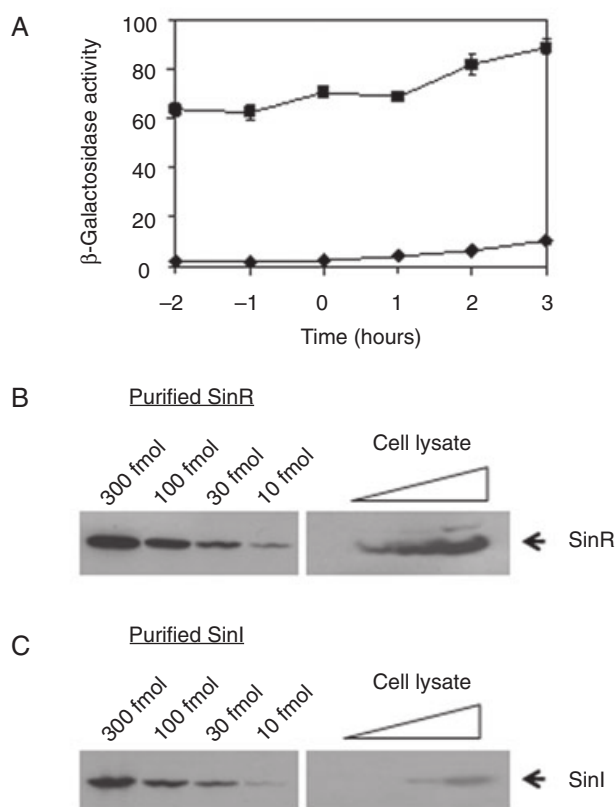 A
β-Galactosidase activity
100
80
60
40
20
0
−2 −1 0 1 2 3
Time (hours)
B
Purified SinR
300 fmol 100 fmol 30 fmol 10 fmol
Cell lysate
SinR
C
Purified SinI
300 fmol 100 fmol 30 fmol 10 fmol
Cell lysate
SinI